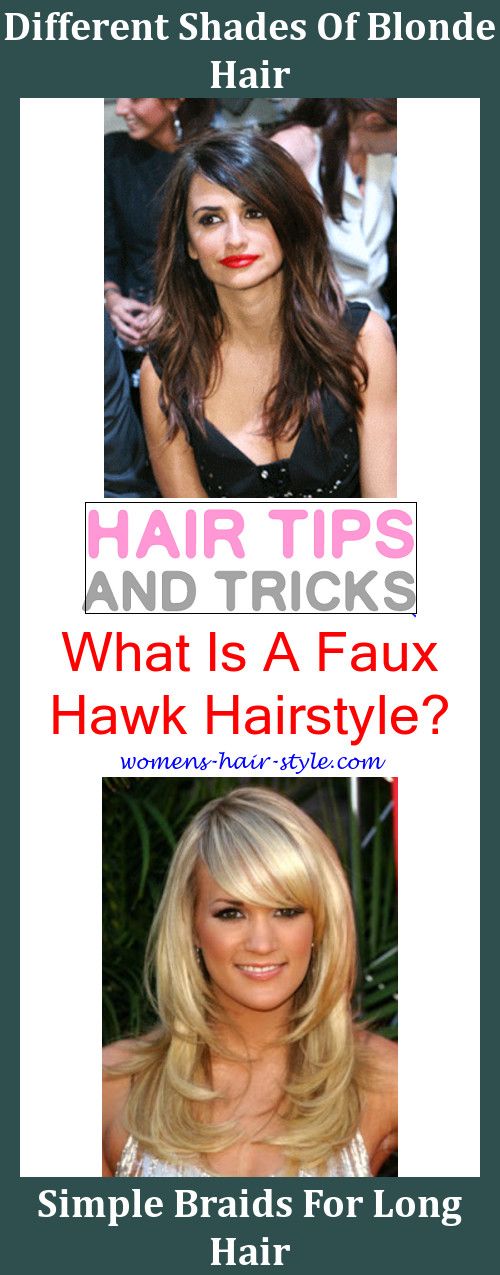 Different Shades Of Blonde
Hair
HAIR TIPS
AND TRICKS
What Is A Faux
Hawk Hairstyle?
womens-hair-style.com
Simple Braids For Long
Hair